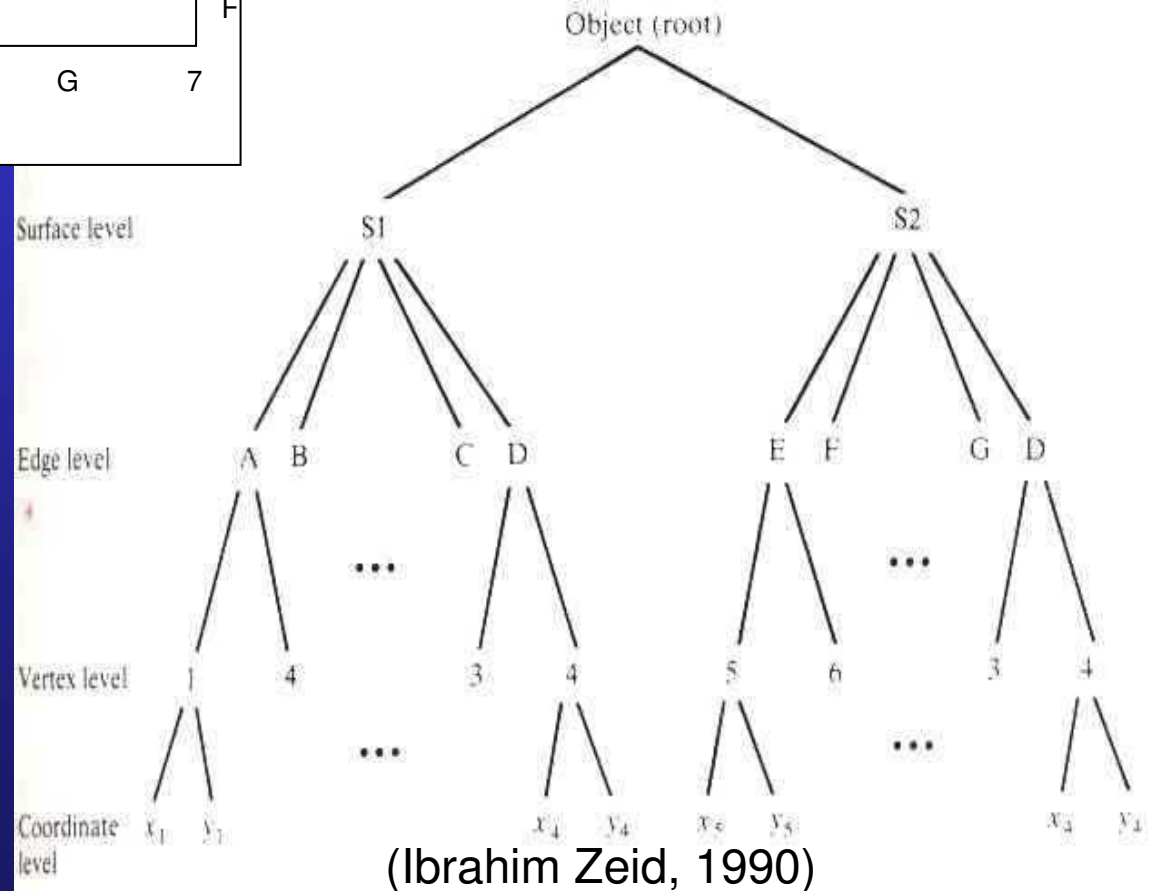 F
G 7
Object (root)
Surface level S1 S2
Edge level A B C D E F G D
Vertex level 1 4 3 4 5 6 3 4
Coordinate x1 y1 x4 y4 x5 y5 x4 y4
level
(Ibrahim Zeid, 1990)